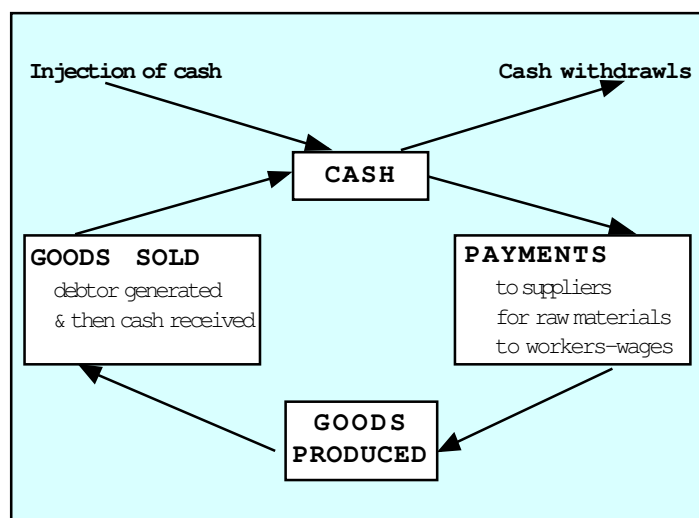 Injection of cash
Cash withdrawls
CASH
GOODS SOLD
debtor generated
& then cash received
PAYMENTS
to suppliers
for raw materials
to workers-wages
GOODS
PRODUCED